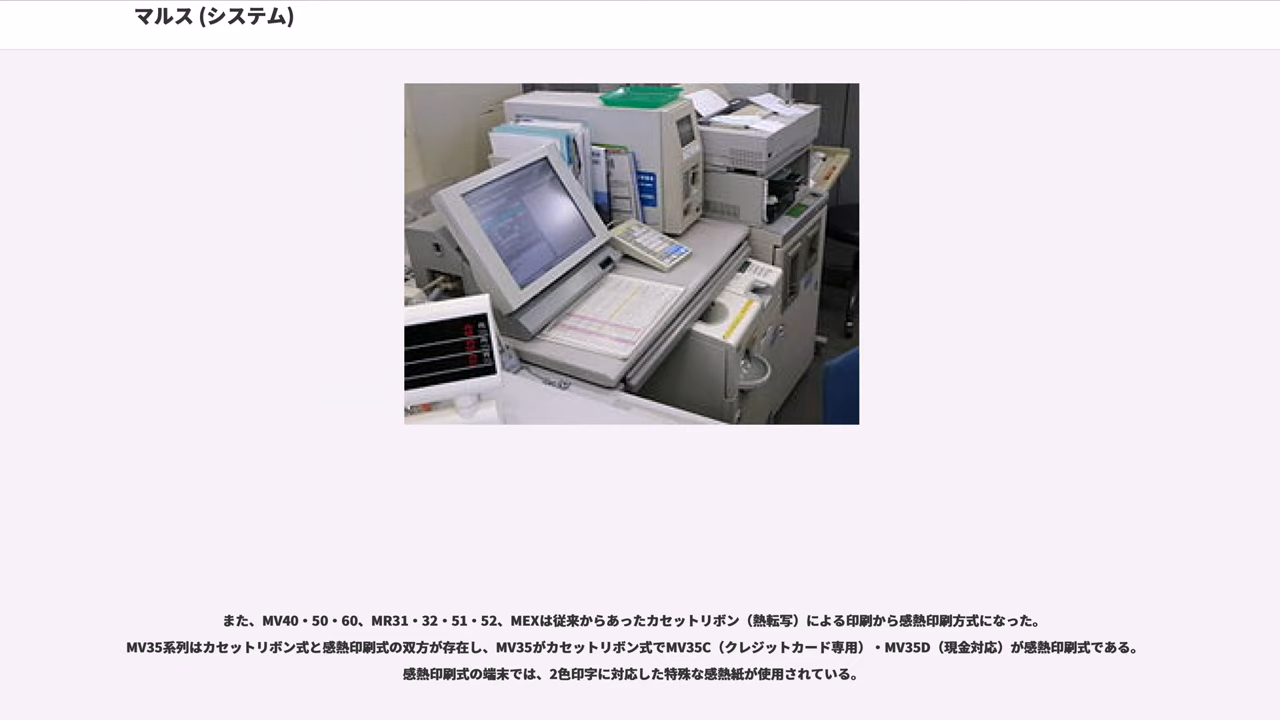 マルス (システム)
また、MV40・50・60、MR31・32・51・52、MEXは従来からあったカセットリボン（熱転写）による印刷から感熱印刷方式になった。
MV35系列はカセットリボン式と感熱印刷式の双方が存在し、MV35がカセットリボン式でMV35C（クレジットカード専用）・MV35D（現金対応）が感熱印刷式である。
感熱印刷式の端末では、2色印字に対応した特殊な感熱紙が使用されている。